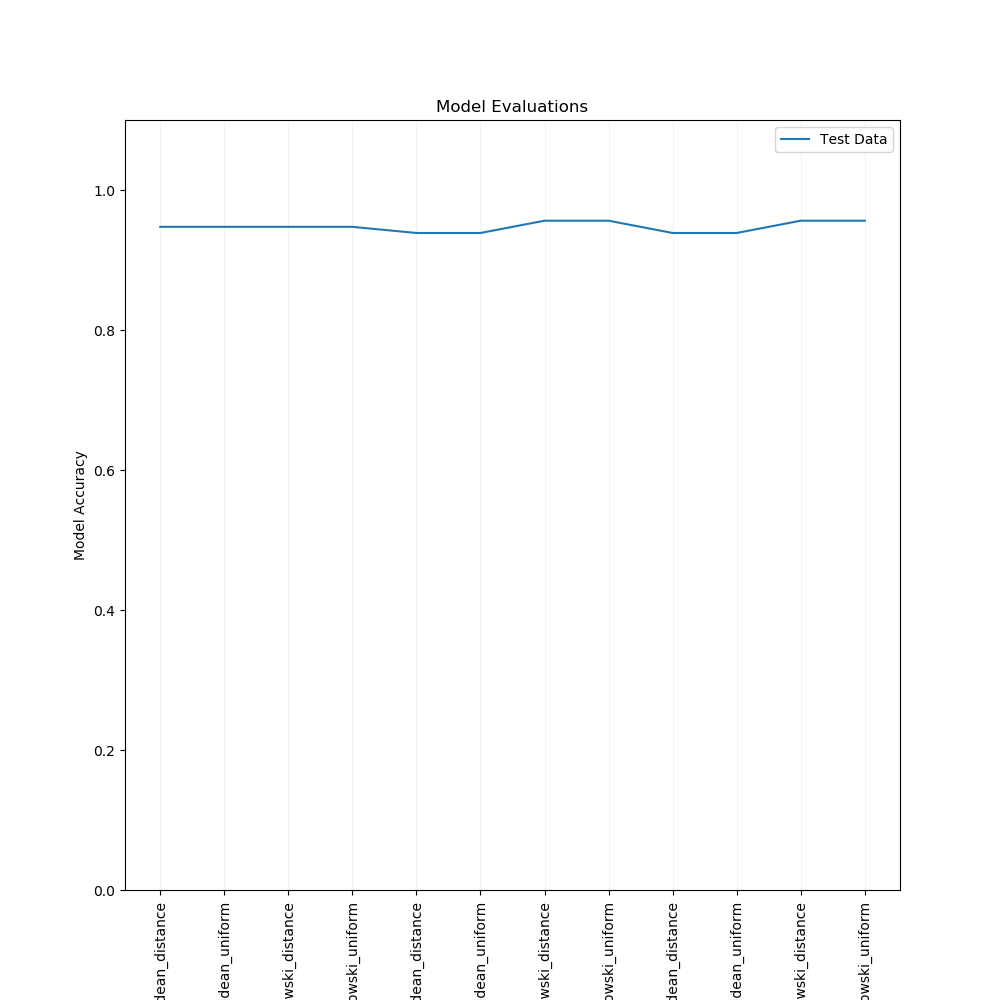 Model Evaluations
Test Data
Model Accuracy
1.0
0.8
0.6
0.4
0.2
0.0
dean_distance
dean_uniform
wski_distance
owski_uniform
dean_distance
dean_uniform
wski_distance
owski_uniform
dean_distance
dean_uniform
wski_distance
owski_uniform